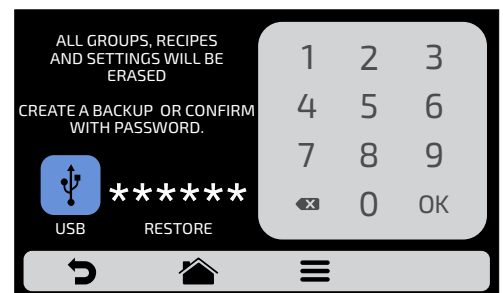 ALL GROUPS, RECIPES
AND SETTINGS WILL BE
ERASED
CREATE A BACKUP OR CONFIRM
WITH PASSWORD.
******
USB
RESTORE
1 2 3
4 5 6
7 8 9
0 OK